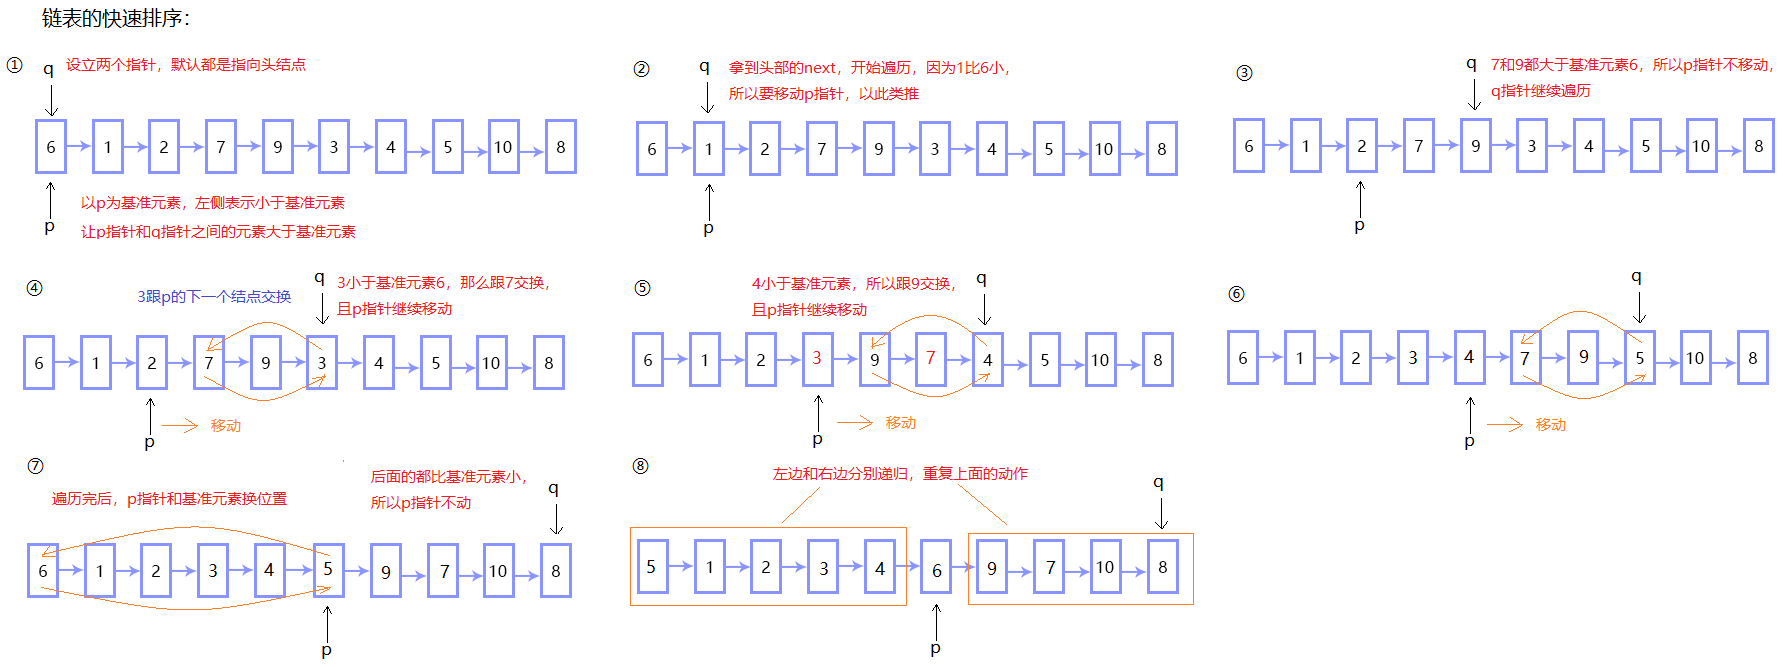 链表的快速排序：
①
q
设立两个指针，默认都是指向头结点
6 1 2 7 9 3 4 5 10 8
p
以p为基准元素，左侧表示小于基准元素
让p指针和q指针之间的元素大于基准元素
②
q
拿到头部的next，开始遍历，因为1比6小，
所以要移动p指针，以此类推
6 1 2 7 9 3 4 5 10 8
p
③
q
7和9都大于基准元素6，所以p指针不移动，
q指针继续遍历
6 1 2 7 9 3 4 5 10 8
p
④
3跟p的下一个结点交换
q
3小于基准元素6，那么跟7交换，
且p指针继续移动
6 1 2 7 9 3 4 5 10 8
p
移动
⑤
4小于基准元素，所以跟9交换，
且p指针继续移动
q
6 1 2 3 9 7 4 5 10 8
p
移动
⑥
q
6 1 2 3 4 7 9 5 10 8
p
移动
⑦
遍历完后，p指针和基准元素换位置
后面的都比基准元素小，
所以p指针不动
q
6 1 2 3 4 5 9 7 10 8
p
⑧
左边和右边分别递归，重复上面的动作
q
5 1 2 3 4 6 9 7 10 8
p